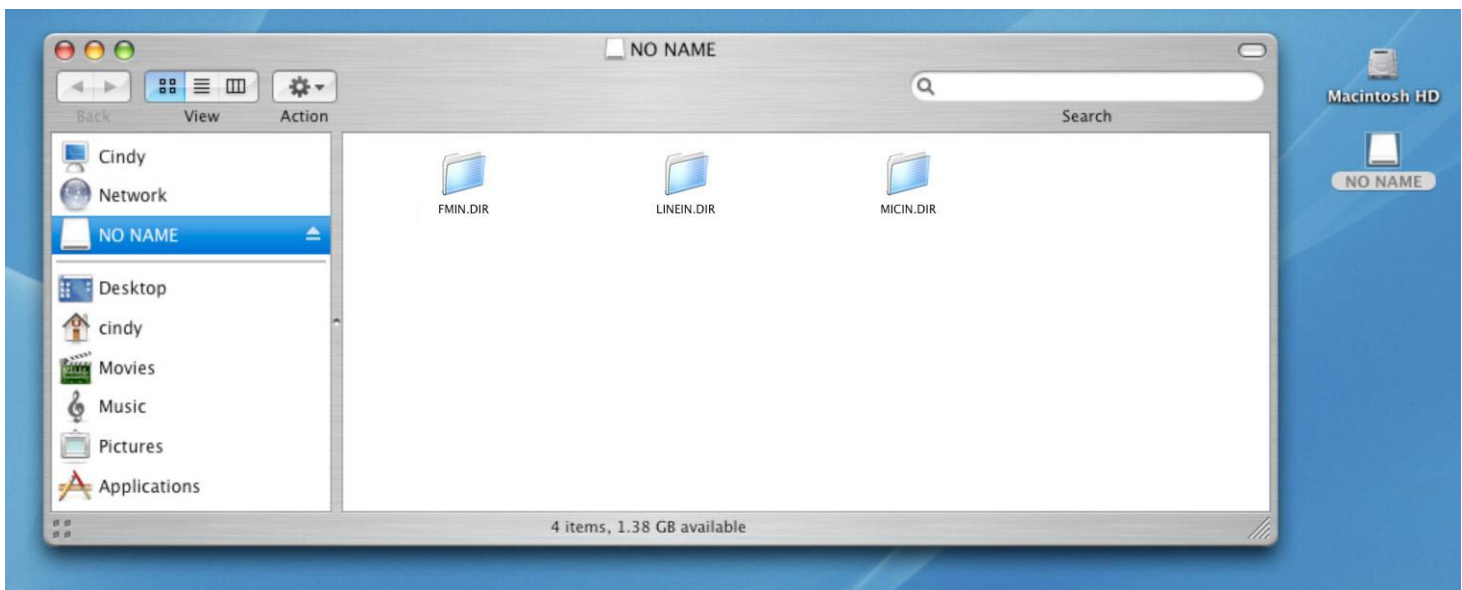 NO NAME
Back View Action Search
Macintosh HD
NO NAME
Cindy
Network
NO NAME
Desktop
cindy
Movies
Music
Pictures
Applications
FMIN.DIR LINEIN.DIR MICIN.DIR
4 items, 1.38 GB available